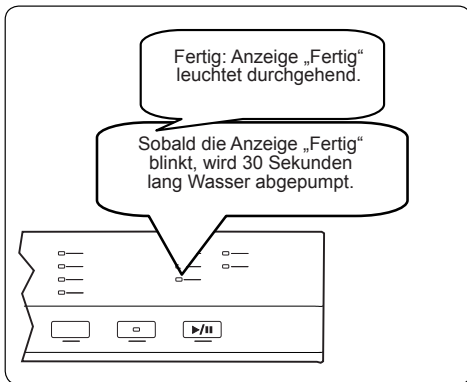 Fertig: Anzeige „Fertig“
leuchtet durchgehend.
Sobald die Anzeige „Fertig“
blinkt, wird 30 Sekunden
lang Wasser abgepumpt.